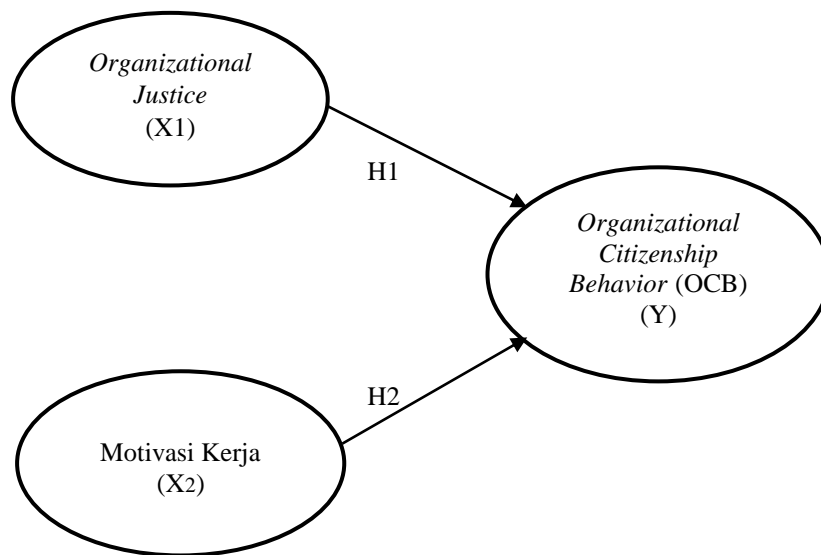 Organizational
Justice
(X1)
H1
Organizational
Citizenship
Behavior (OCB)
(Y)
H2
Motivasi Kerja
(X2)